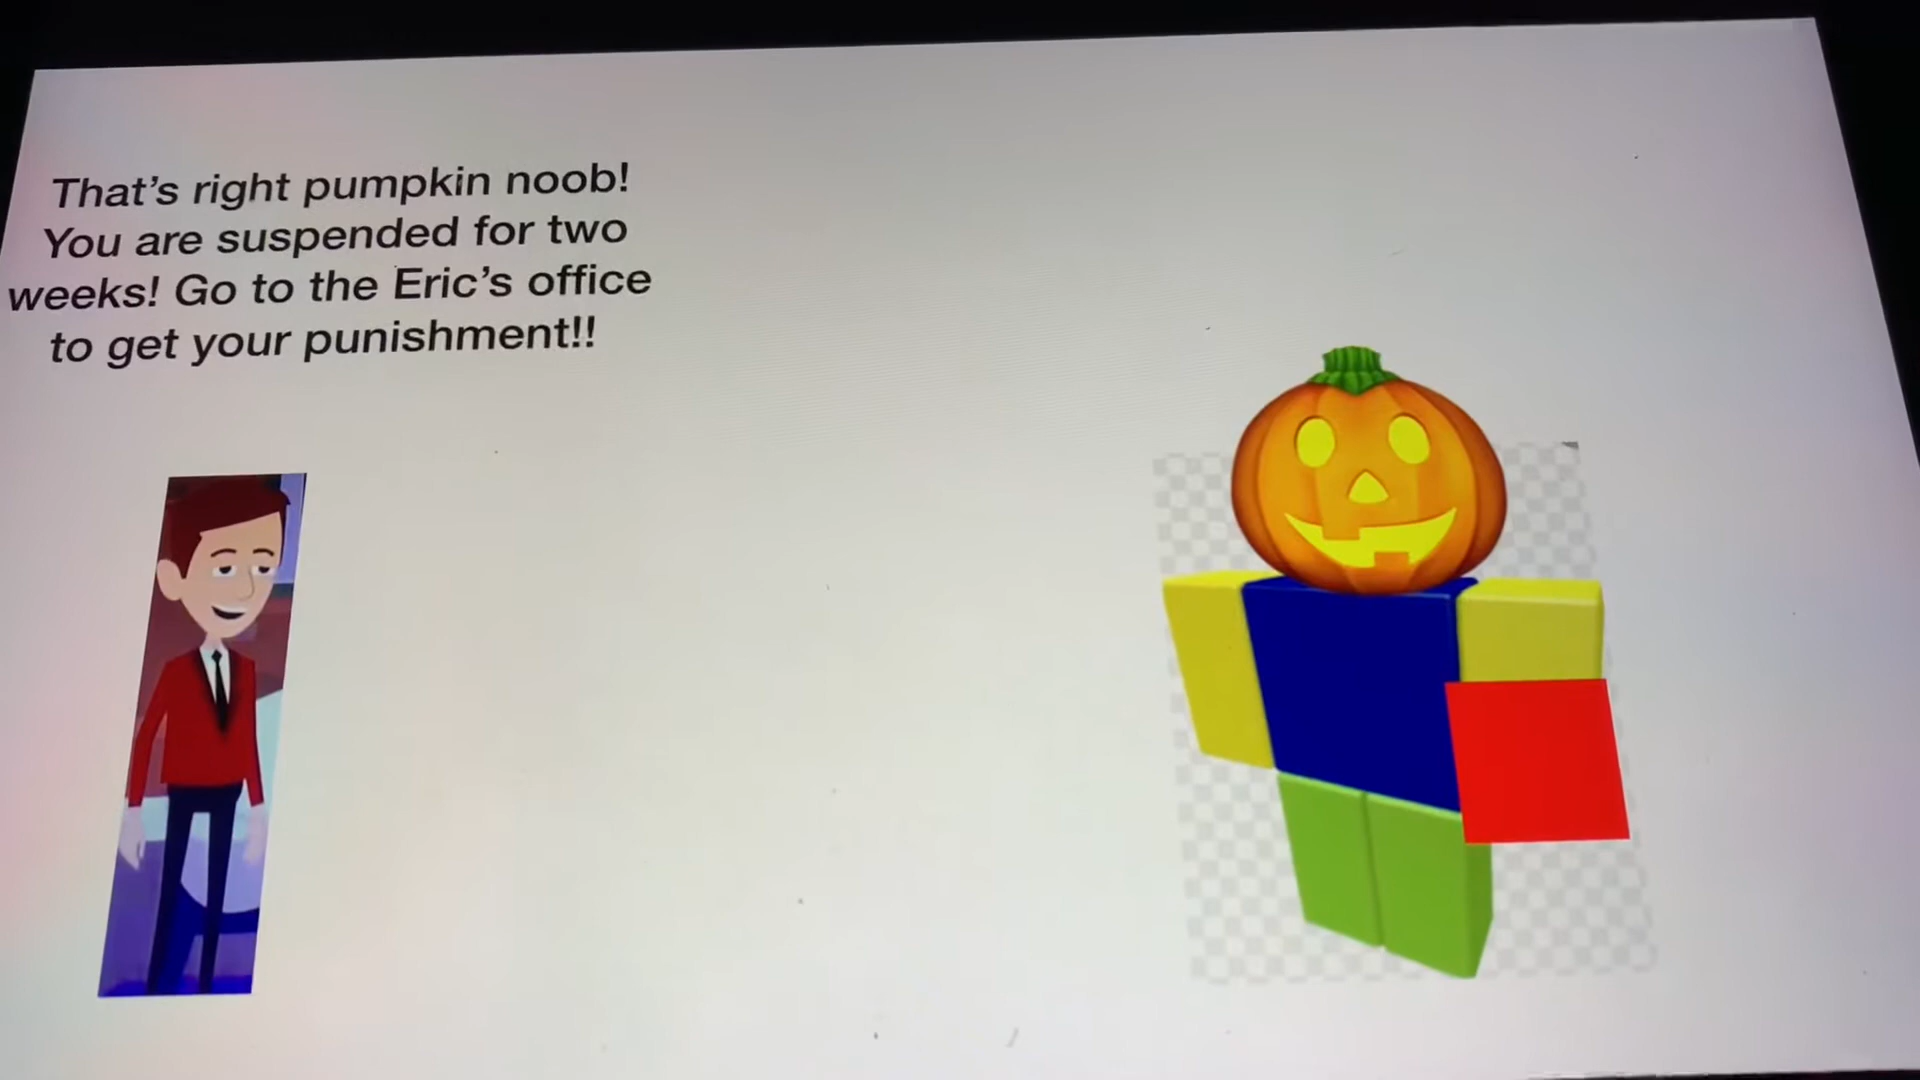 That's right pumpkin noob!
You are suspended for two
weeks! Go to the Eric's office
to get your punishment!!